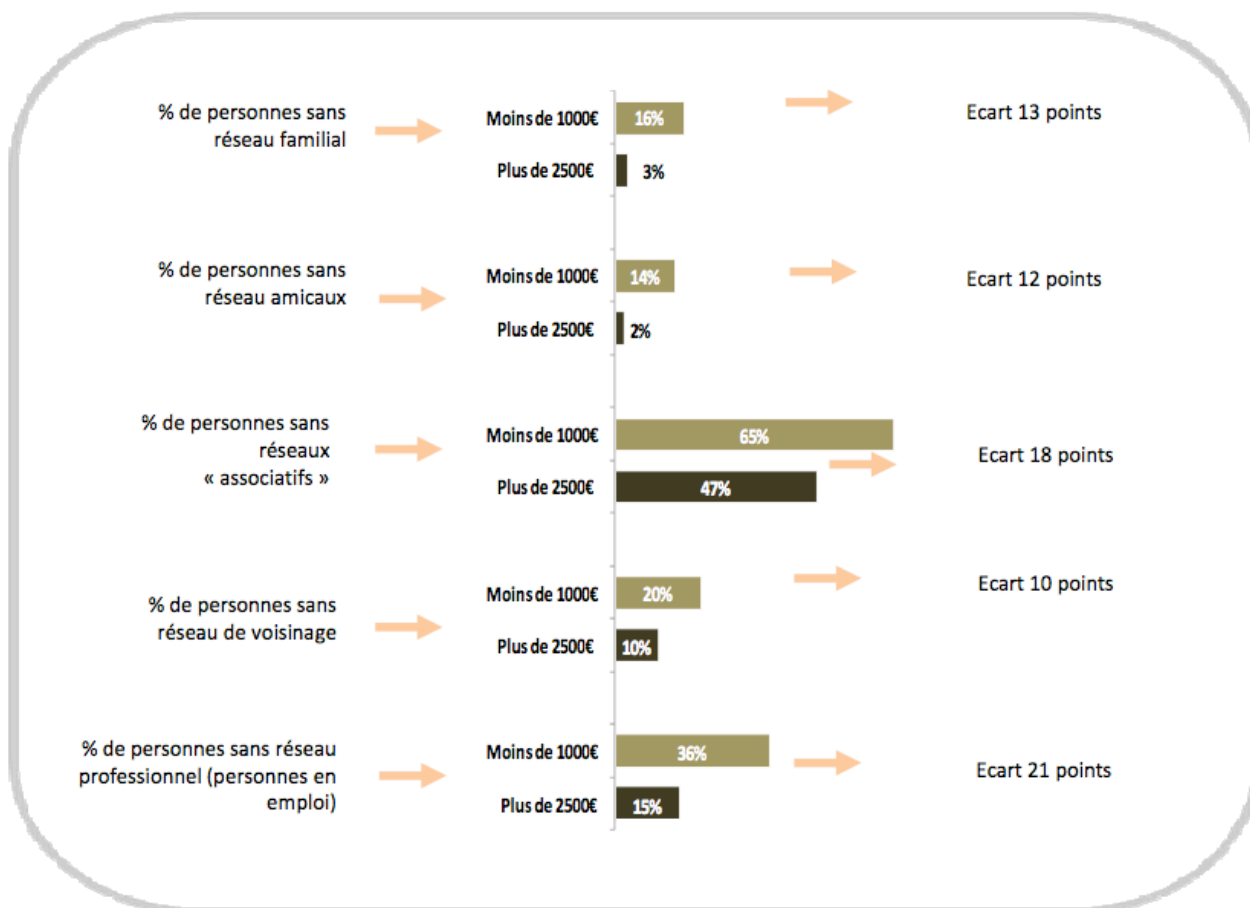 % de personnes sans
réseau familial
Moins de 1000€
16%
Plus de 2500€
3%
Ecart 13 points
% de personnes sans
réseau amicaux
Moins de 1000€
14%
Plus de 2500€
2%
Ecart 12 points
% de personnes sans
réseaux
« associatifs »
Moins de 1000€
65%
Plus de 2500€
47%
Ecart 18 points
% de personnes sans
réseau de voisinage
Moins de 1000€
20%
Plus de 2500€
10%
Ecart 10 points
% de personnes sans réseau
professionnel (personnes en
emploi)
Moins de 1000€
36%
Plus de 2500€
15%
Ecart 21 points